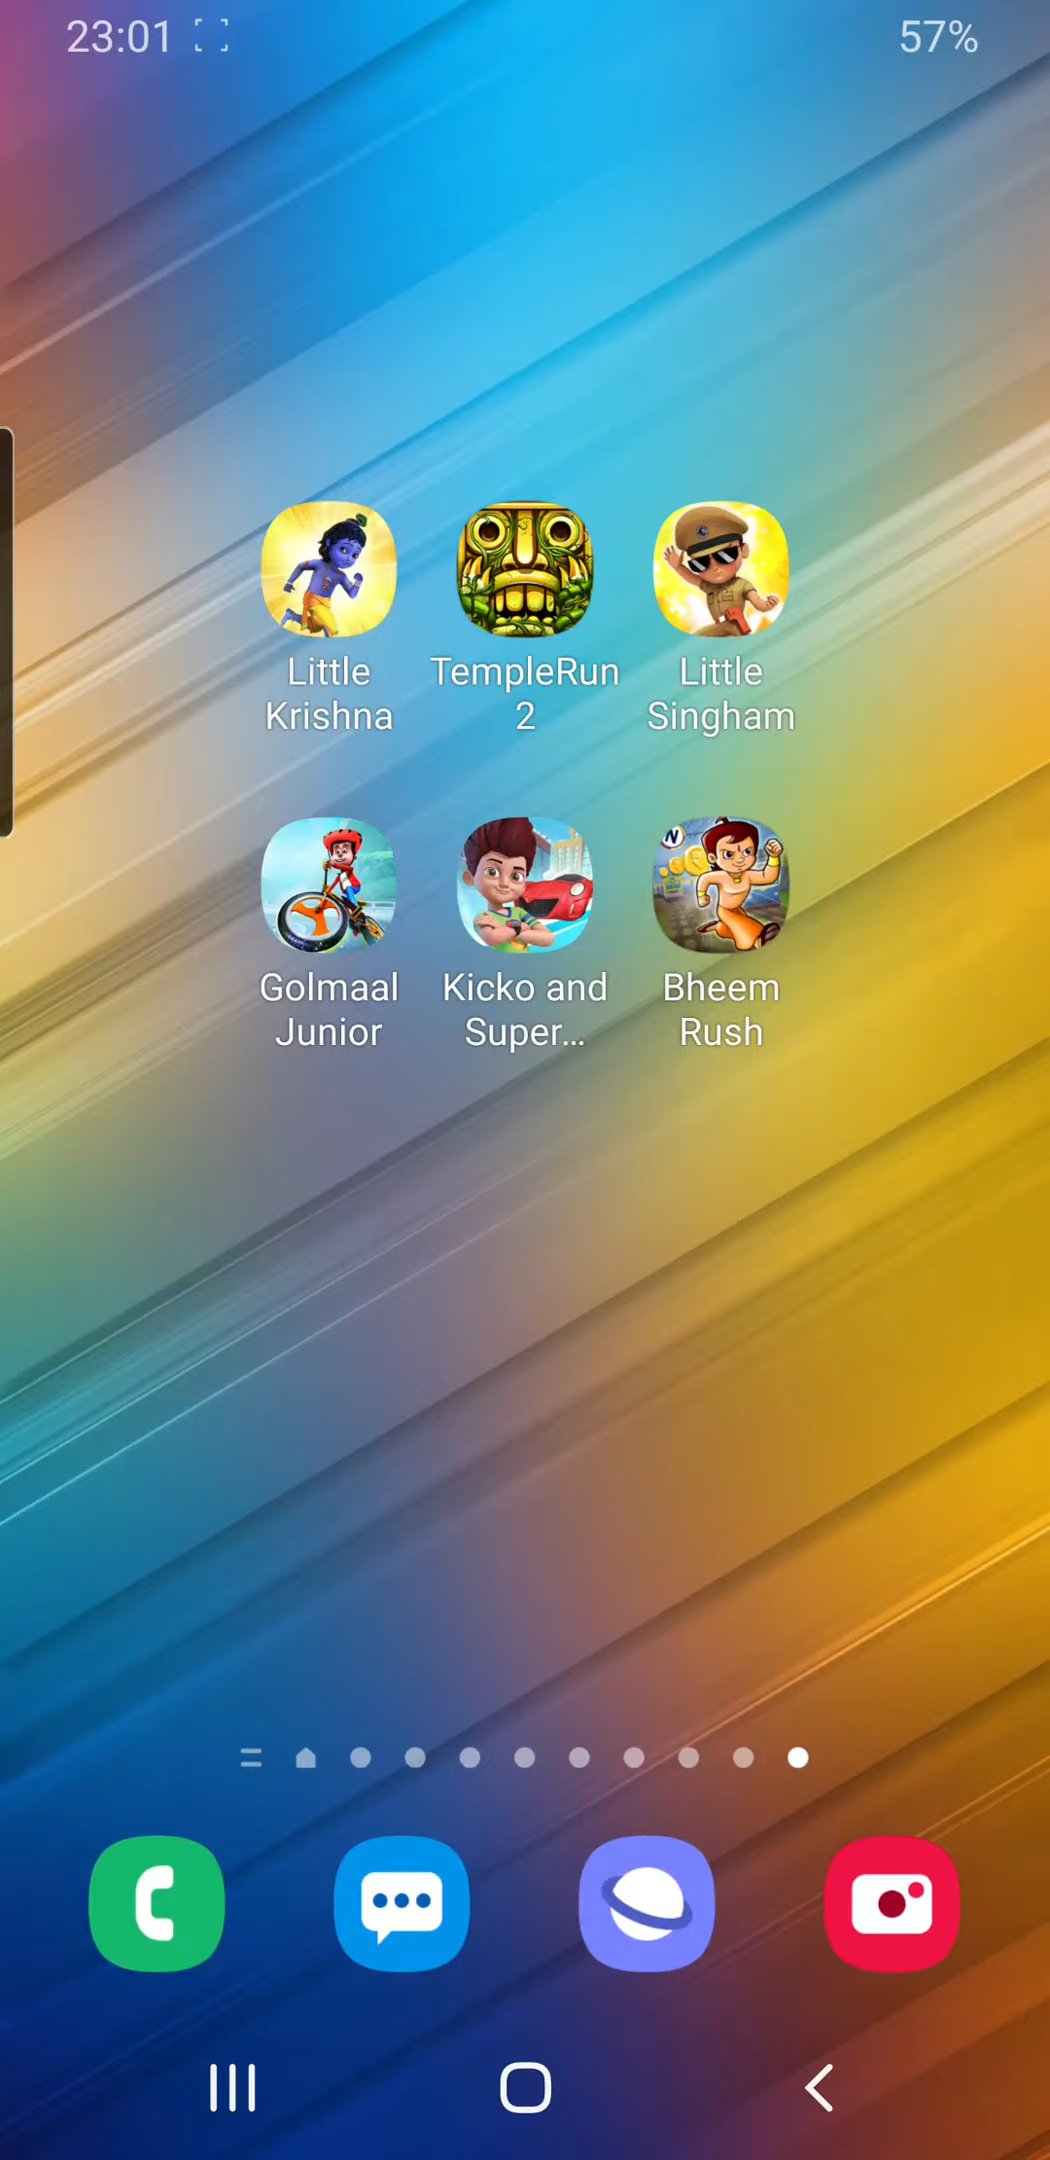 23:01
57%
Little
Krishna
TempleRun
2
Little
Singham
Golmaal
Junior
Kicko and
Super...
Bheem
Rush